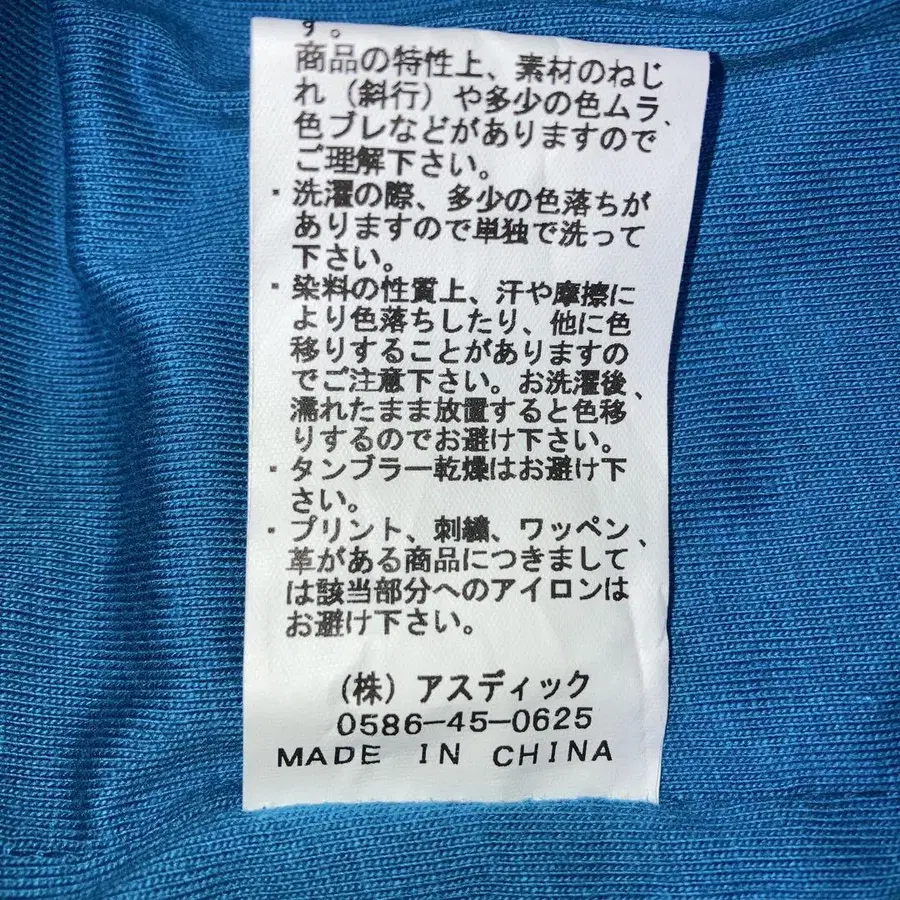 す。
商品の特性上、素材のねじ
れ（斜行）や多少の色ムラ、
色ブレなどがありますので
ご理解下さい。
・洗濯の際、多少の色落ちが
ありますので単独で洗って
下さい。
・染料の性質上、汗や摩擦に
より色落ちしたり、他に色
移りすることがありますの
でご注意下さい。お洗濯後、
濡れたまま放置すると色移
りするのでお避け下さい。
・タンブラー乾燥はお避け下
さい。
・プリント、刺繍、ワッペン、
革がある商品につきまして
は該当部分へのアイロンは
お避け下さい。
（株）アスディック
0586-45-0625
MADE IN CHINA